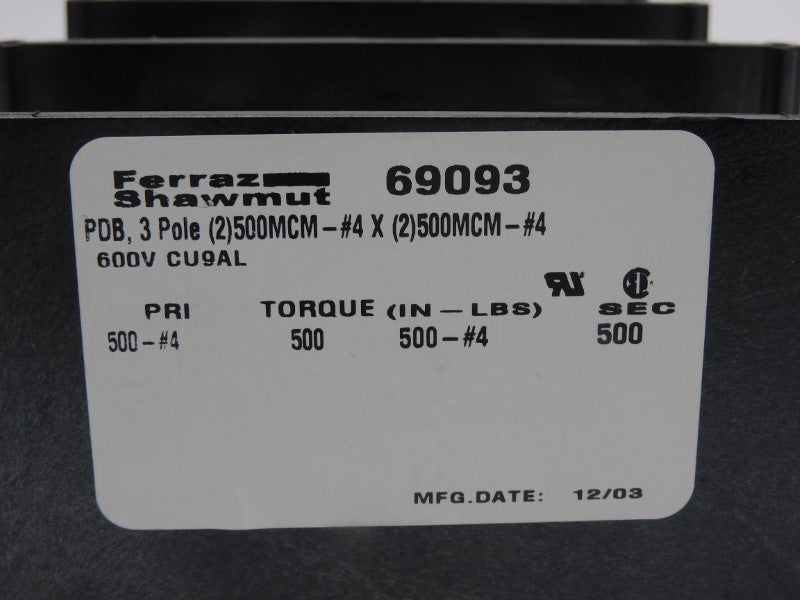 Ferraz Shawmut 69093
PDB, 3 Pole (2)500MCM-#4 X (2)500MCM-#4
600V CU9AL
PRI TORQUE (IN-LBS) SEC
500-#4 500 500-#4 500
MFG.DATE: 12/03